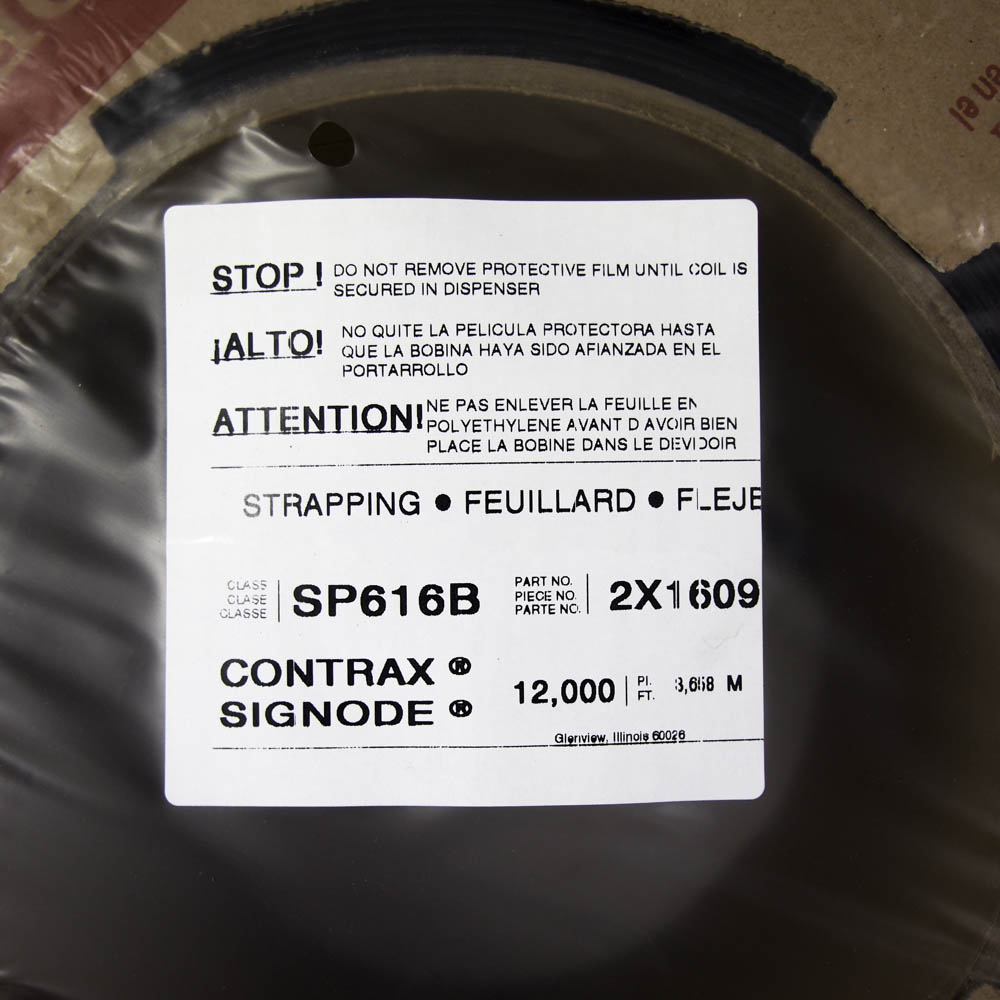 en el
STOP! DO NOT REMOVE PROTECTIVE FILM UNTIL COIL IS
SECURED IN DISPENSER
¡ALTO! NO QUITE LA PELICULA PROTECTORA HASTA
QUE LA BOBINA HAYA SIDO AFIANZADA EN EL
PORTARROLLO
ATTENTION! NE PAS ENLEVER LA FEUILLE EN
POLYETHYLENE AVANT D AVOIR BIEN
PLACE LA BOBINE DANS LE DEVIDOIR
STRAPPING • FEUILLARD • FLEJE
CLASS
CLASE
CLASSE
SP616B
PART NO.
PIECE NO.
PARTE NO.
2X1609
CONTRAX ®
SIGNODE ®
12,000
PI.
FT.
3,658 M
Glenview, Illinois 60026